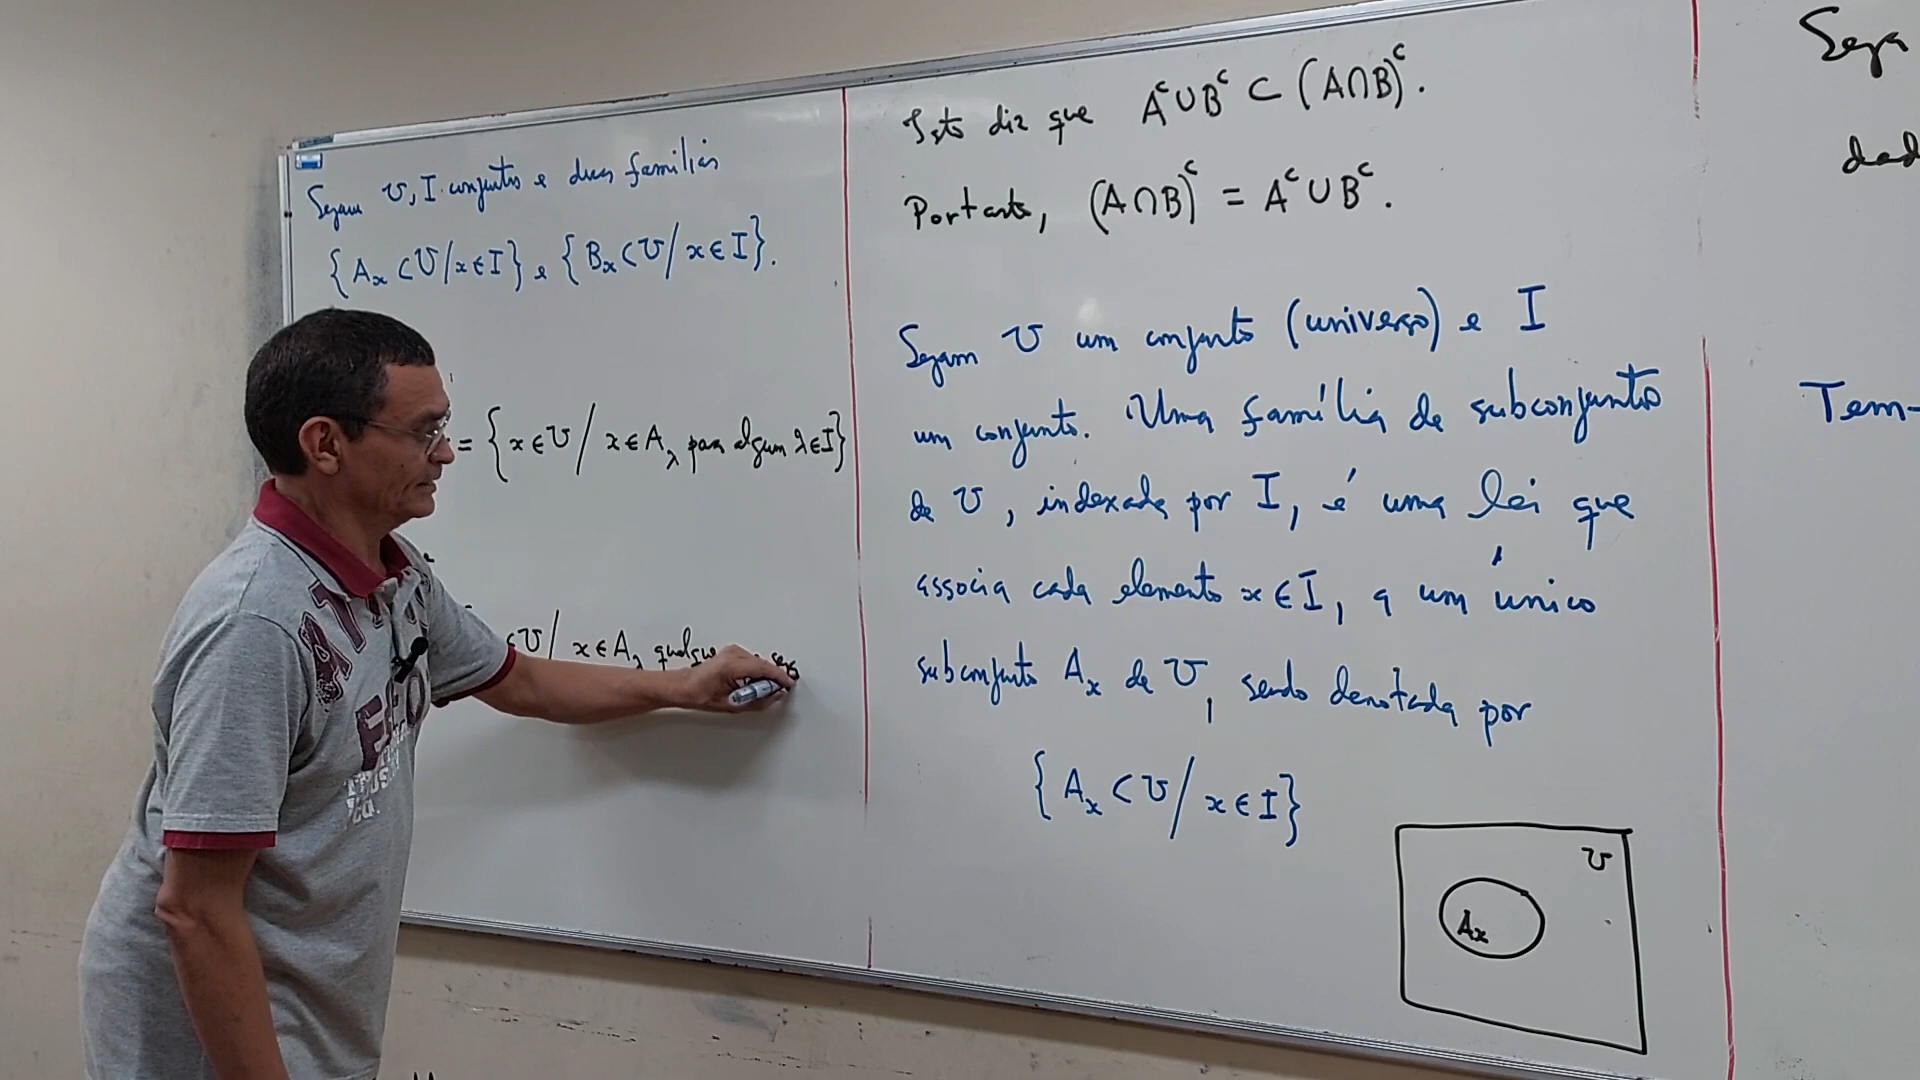 Sejam U, I conjuntos e duas famílias
{A_x ⊂ U / x ∈ I} e {B_x ⊂ U / x ∈ I}.
= {x ∈ U / x ∈ A_λ para algum λ ∈ I}
∈ U / x ∈ A_λ qualque
Isto diz que A^c ∪ B^c ⊂ (A ∩ B)^c.
Portanto, (A ∩ B)^c = A^c ∪ B^c.
Sejam U um conjunto (universo) e I
um conjunto. Uma família de subconjuntos
de U, indexada por I, é uma lei que
associa cada elemento x ∈ I, a um único
subconjunto A_x de U, sendo denotada por
{A_x ⊂ U / x ∈ I}
U
A_x
Seja
dad
Tem-